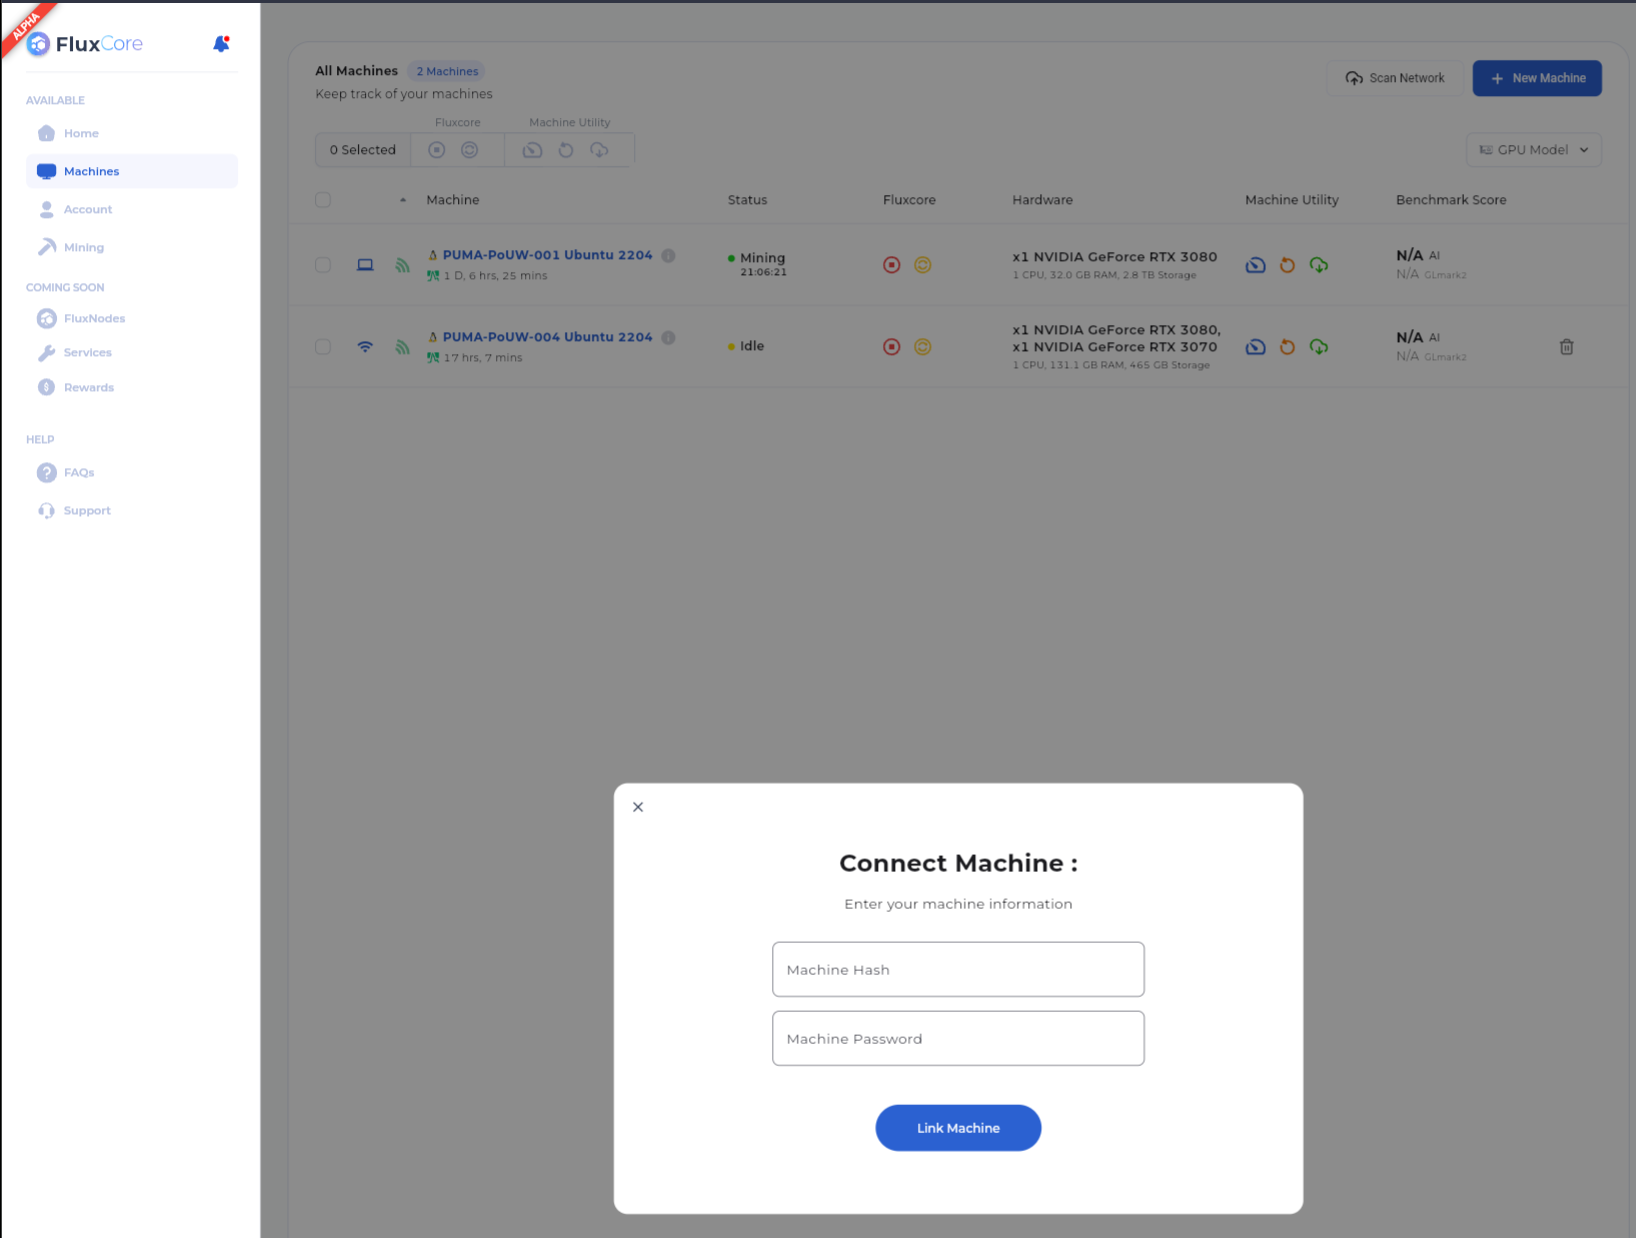 ALPHA
FluxCore
AVAILABLE
Home
Machines
Account
Mining
COMING SOON
FluxNodes
Services
Rewards
HELP
FAQs
Support
All Machines 2 Machines
Keep track of your machines
Scan Network
+ New Machine
Fluxcore Machine Utility
0 Selected
GPU Model
Machine Status Fluxcore Hardware Machine Utility Benchmark Score
PUMA-PoUW-001 Ubuntu 2204
1 D, 6 hrs, 25 mins
Mining
21:06:21
x1 NVIDIA GeForce RTX 3080
1 CPU, 32.0 GB RAM, 2.8 TB Storage
N/A AI
N/A GLmark2
PUMA-PoUW-004 Ubuntu 2204
17 hrs, 7 mins
Idle
x1 NVIDIA GeForce RTX 3080,
x1 NVIDIA GeForce RTX 3070
1 CPU, 131.1 GB RAM, 465 GB Storage
N/A AI
N/A GLmark2
Connect Machine :
Enter your machine information
Machine Hash
Machine Password
Link Machine